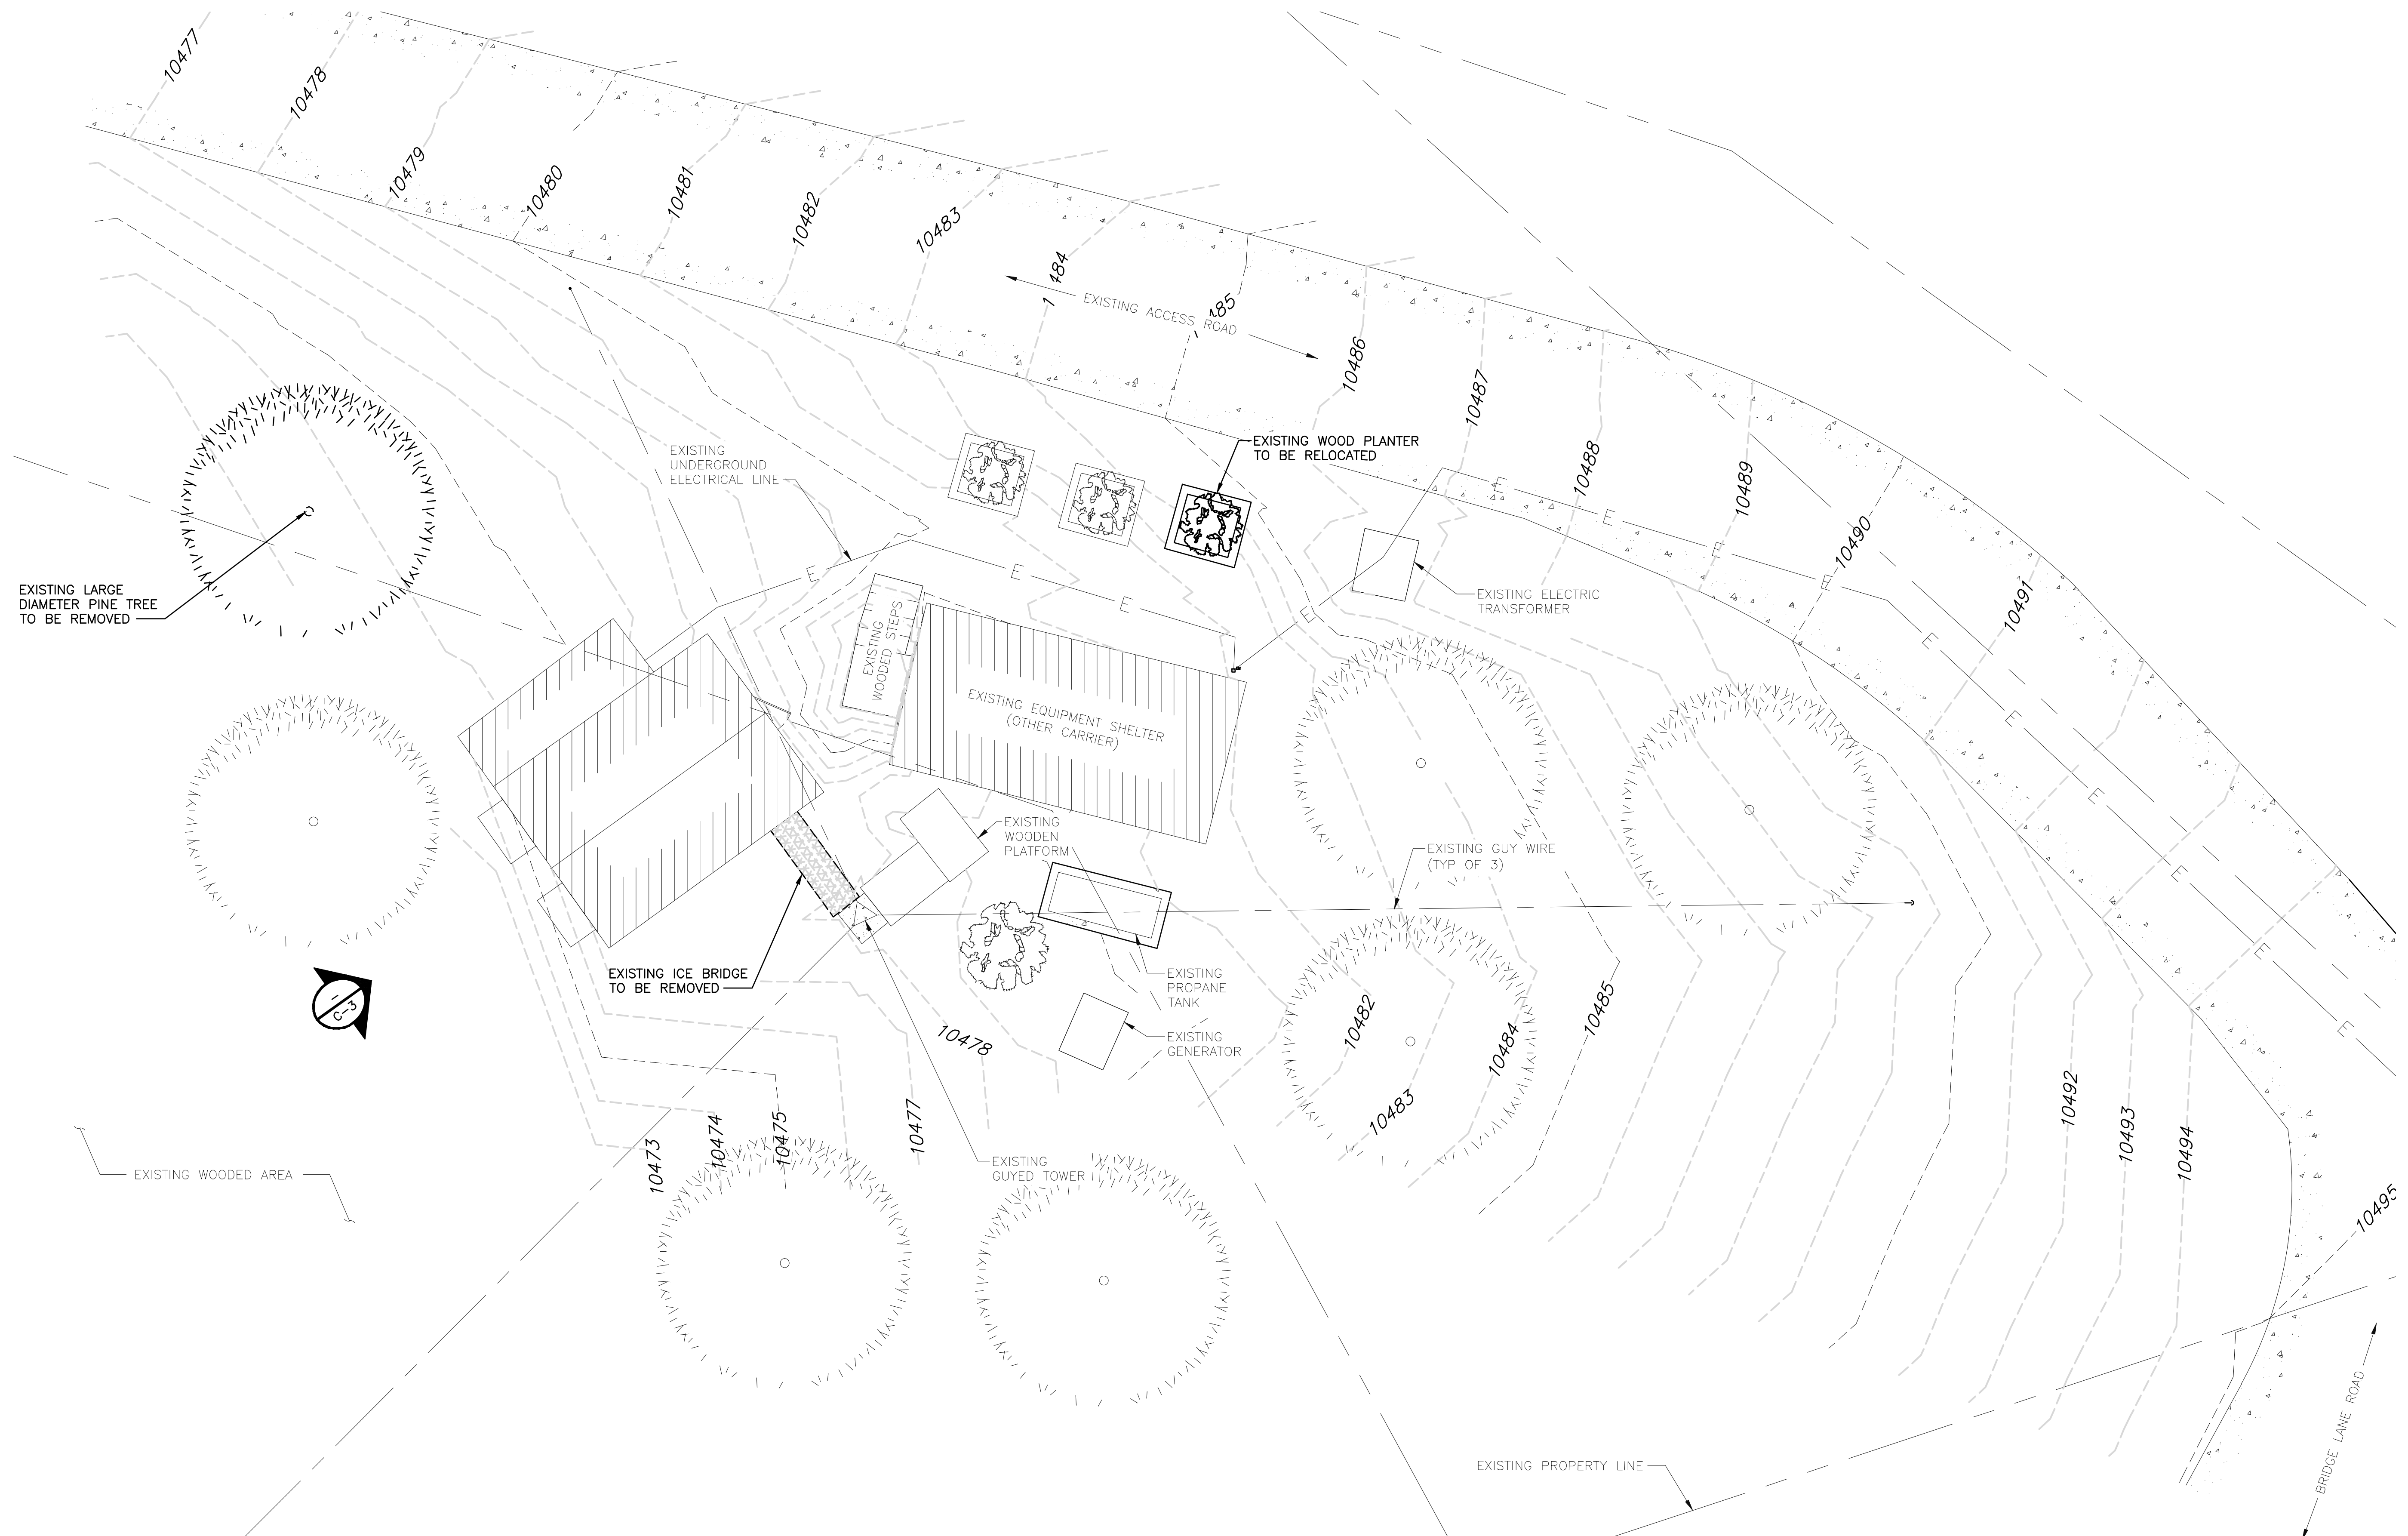 10477
10478
10479
10480
10481
10482
10483
484
485
10486
10487
10488
10489
10490
10491
EXISTING ACCESS ROAD
EXISTING
UNDERGROUND
ELECTRICAL LINE
E
E
E
E
E
E
E
E
E
E
E
E
E
E
EXISTING WOOD PLANTER
TO BE RELOCATED
EXISTING LARGE
DIAMETER PINE TREE
TO BE REMOVED
EXISTING ELECTRIC
TRANSFORMER
EXISTING
WOODED STEPS
EXISTING EQUIPMENT SHELTER
(OTHER CARRIER)
EXISTING
WOODEN
PLATFORM
EXISTING GUY WIRE
(TYP OF 3)
EXISTING ICE BRIDGE
TO BE REMOVED
EXISTING
PROPANE
TANK
EXISTING
GENERATOR
-
C-3
10478
10482
10484
10485
10483
10473
10474
10475
10477
10492
10493
10494
10495
EXISTING
GUYED TOWER
EXISTING WOODED AREA
EXISTING PROPERTY LINE
BRIDGE LANE ROAD